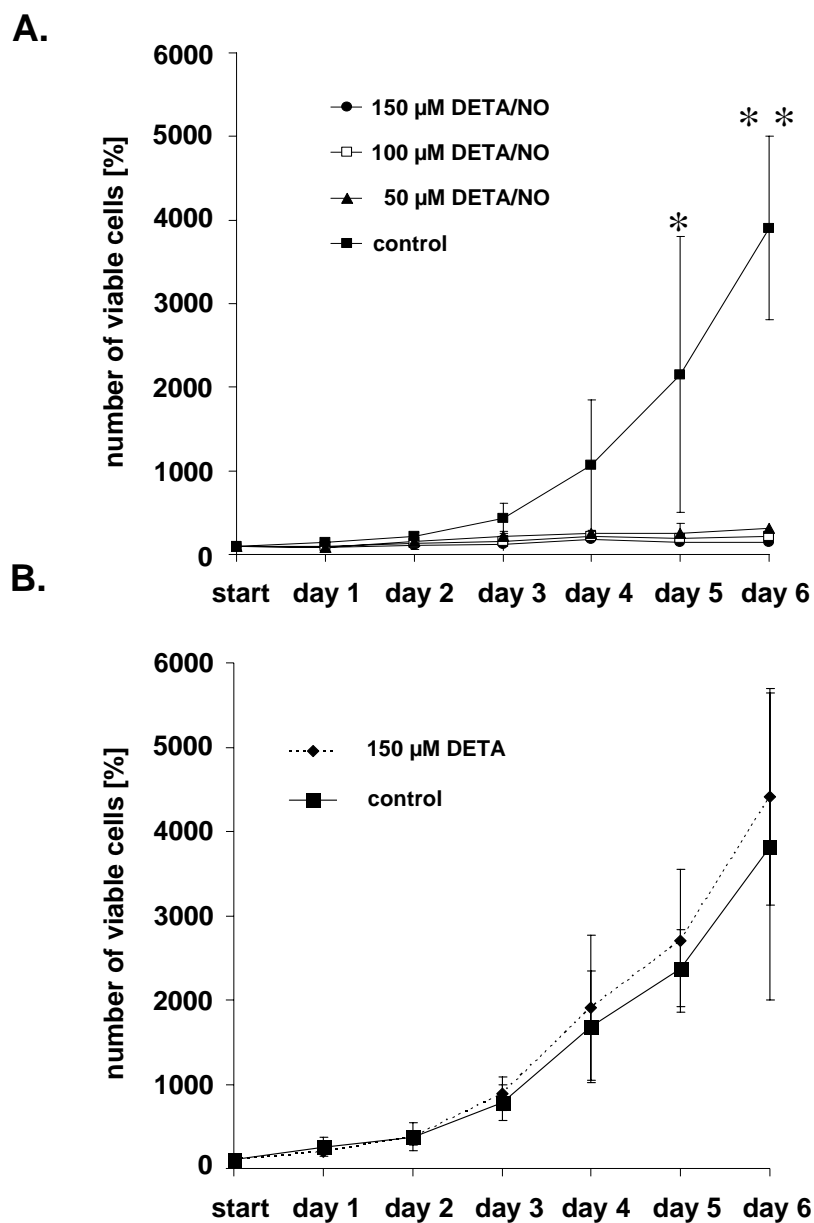 A.
6000
5000
4000
3000
2000
1000
0
number of viable cells [%]
150 µM DETA/NO
100 µM DETA/NO
50 µM DETA/NO
control
*
* *
start day 1 day 2 day 3 day 4 day 5 day 6
B.
6000
5000
4000
3000
2000
1000
0
number of viable cells [%]
150 µM DETA
control
start day 1 day 2 day 3 day 4 day 5 day 6